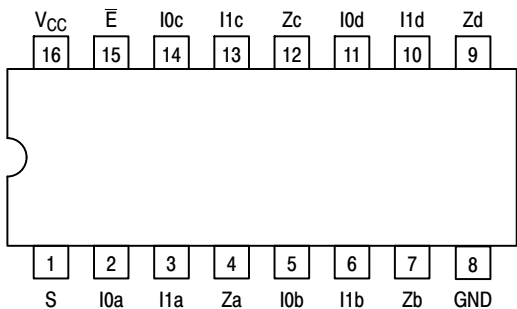 V_CC E̅ I0c I1c Zc I0d I1d Zd
16 15 14 13 12 11 10 9
1 2 3 4 5 6 7 8
S I0a I1a Za I0b I1b Zb GND